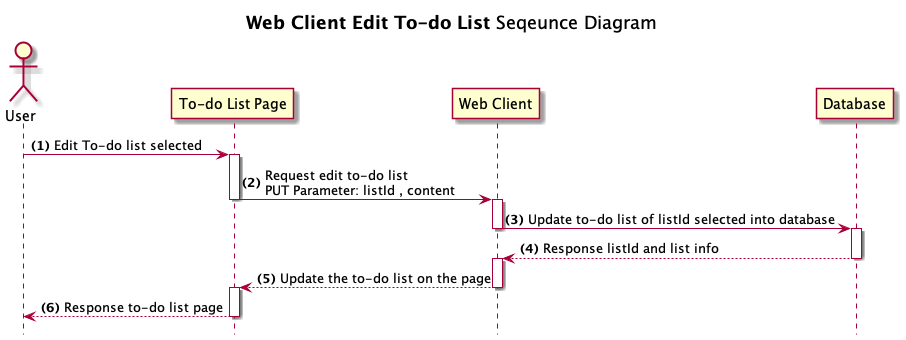 Web Client Edit To-do List Seqeunce Diagram
User
To-do List Page
Web Client
Database
(1) Edit To-do list selected
(2) Request edit to-do list
PUT Parameter: listId , content
(3) Update to-do list of listId selected into database
(4) Response listId and list info
(5) Update the to-do list on the page
(6) Response to-do list page